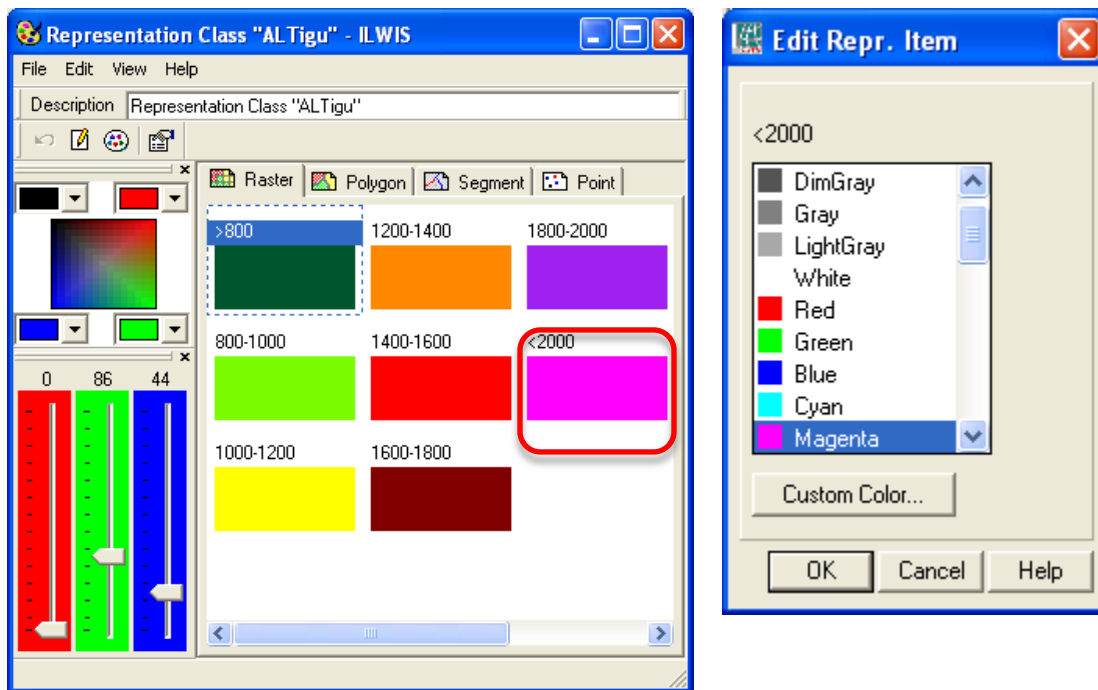 Representation Class "ALTigu" - ILWIS
File Edit View Help
Description Representation Class "ALTigu"
Raster Polygon Segment Point
>800 1200-1400 1800-2000
800-1000 1400-1600 <2000
1000-1200 1600-1800
0 86 44
Edit Repr. Item
<2000
DimGray
Gray
LightGray
White
Red
Green
Blue
Cyan
Magenta
Custom Color...
OK Cancel Help